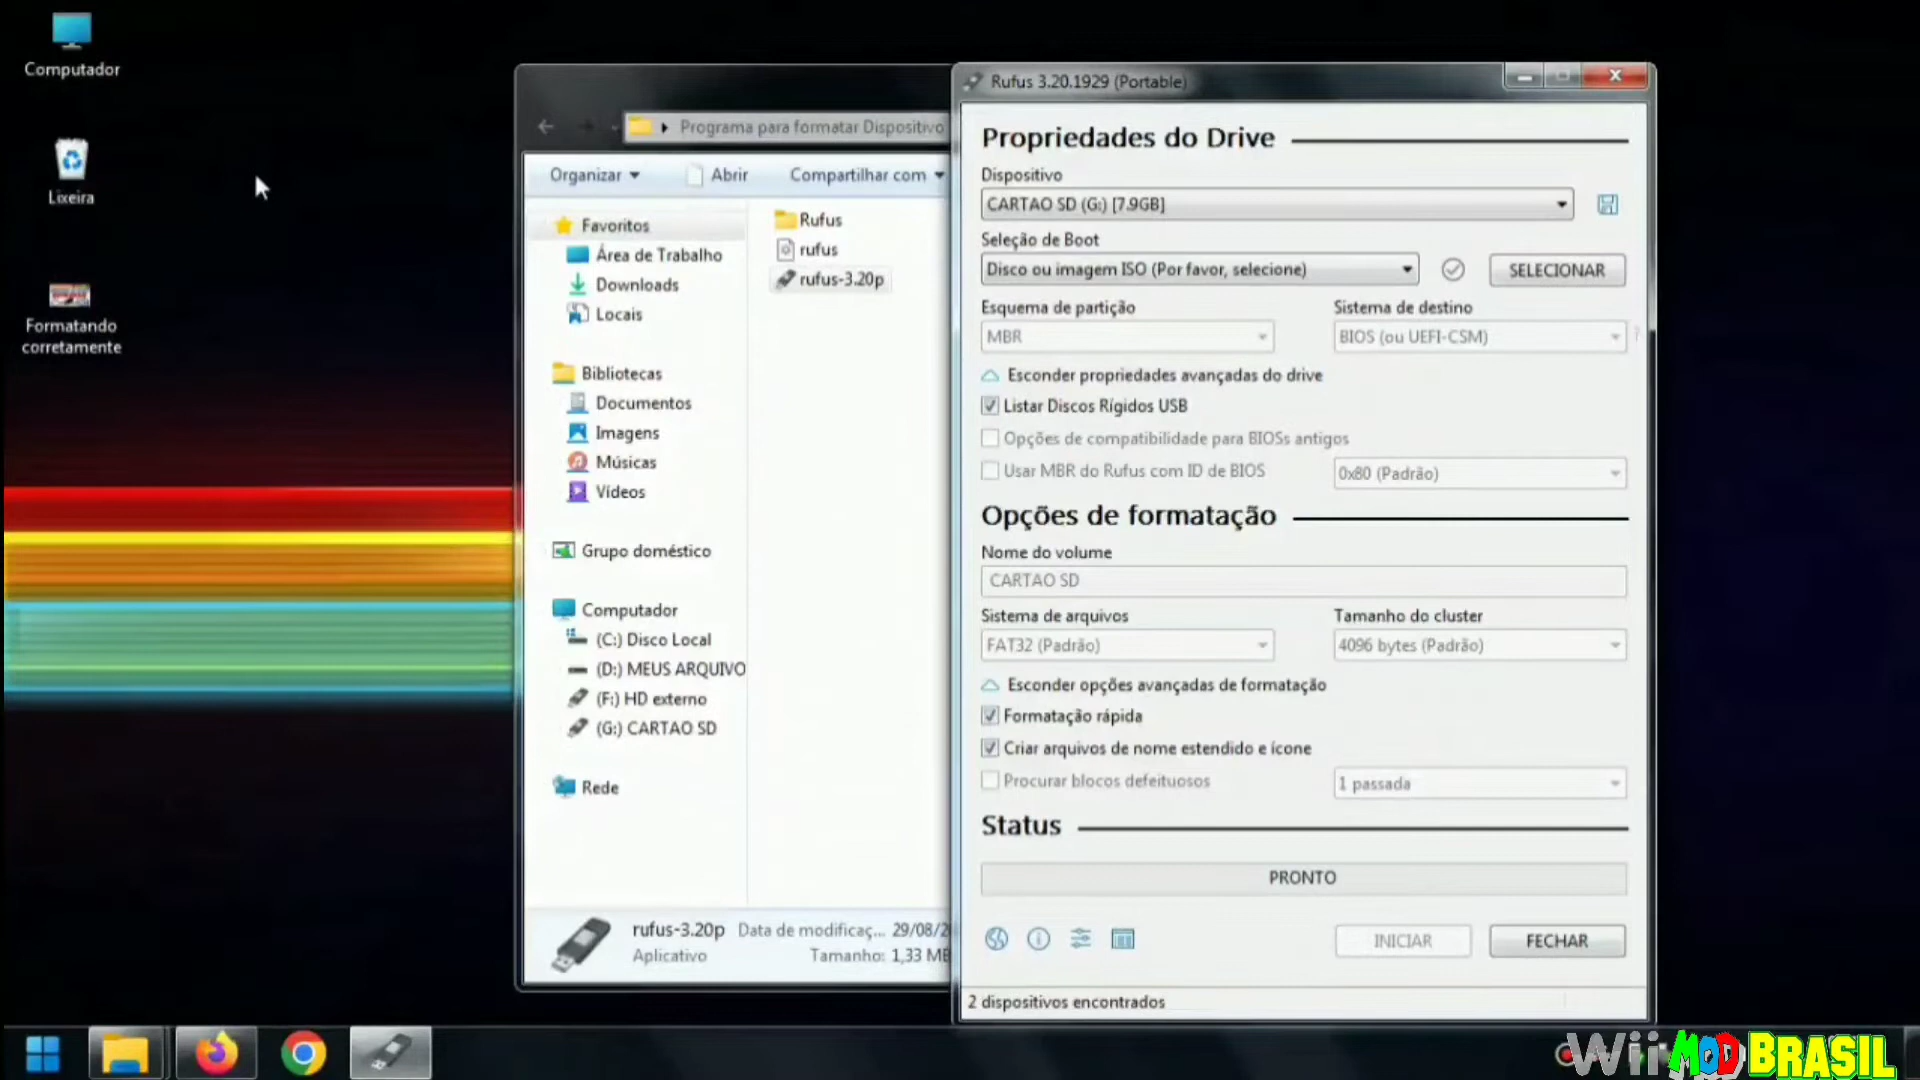 Computador
Lixeira
Formatando
corretamente
Programa para formatar Dispositivo
Organizar
Abrir
Compartilhar com
Favoritos
Área de Trabalho
Downloads
Locais
Bibliotecas
Documentos
Imagens
Músicas
Vídeos
Grupo doméstico
Computador
(C:) Disco Local
(D:) MEUS ARQUIVO
(F:) HD externo
(G:) CARTAO SD
Rede
Rufus
rufus
rufus-3.20p
rufus-3.20p Data de modificaç... 29/08/2
Aplicativo Tamanho: 1,33 MB
Rufus 3.20.1929 (Portable)
Propriedades do Drive
Dispositivo
CARTAO SD (G:) [7.9GB]
Seleção de Boot
Disco ou imagem ISO (Por favor, selecione)
SELECIONAR
Esquema de partição
Sistema de destino
MBR
BIOS (ou UEFI-CSM)
?
Esconder propriedades avançadas do drive
Listar Discos Rígidos USB
Opções de compatibilidade para BIOSs antigos
Usar MBR do Rufus com ID de BIOS
0x80 (Padrão)
Opções de formatação
Nome do volume
CARTAO SD
Sistema de arquivos
Tamanho do cluster
FAT32 (Padrão)
4096 bytes (Padrão)
Esconder opções avançadas de formatação
Formatação rápida
Criar arquivos de nome estendido e ícone
Procurar blocos defeituosos
1 passada
Status
PRONTO
INICIAR
FECHAR
2 dispositivos encontrados
Wii MOD BRASIL